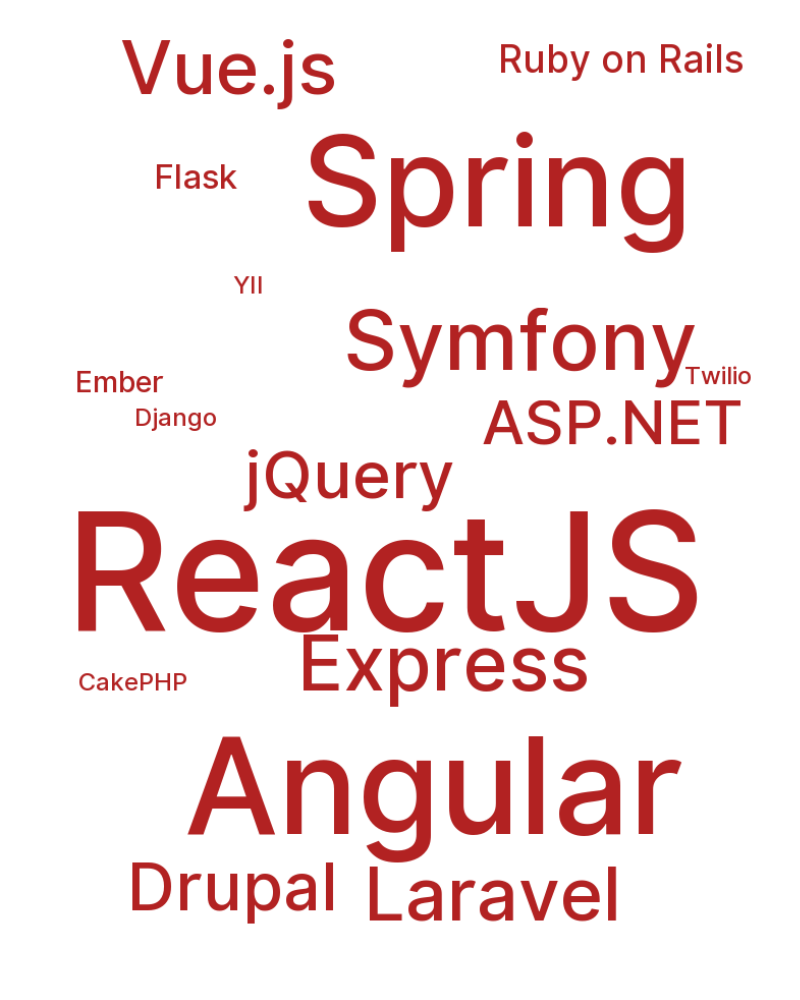 Vue.js
Ruby on Rails
Spring
Flask
YII
Symfony
Twilio
Ember
Django
ASP.NET
jQuery
ReactJS
Express
CakePHP
Angular
Drupal
Laravel